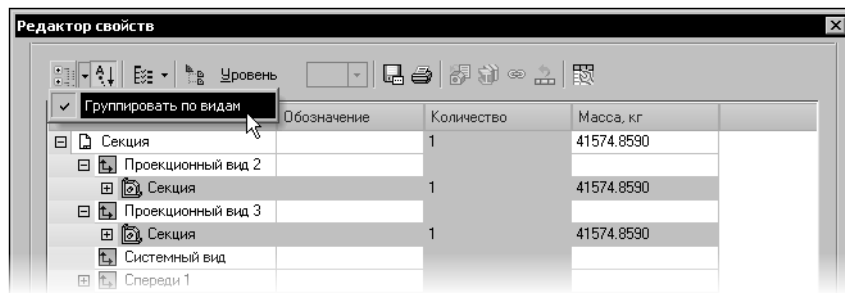 Редактор свойств
Уровень
Группировать по видам
Обозначение Количество Масса, кг
Секция 1 41574.8590
Проекционный вид 2
Секция 1 41574.8590
Проекционный вид 3
Секция 1 41574.8590
Системный вид
Спереди 1